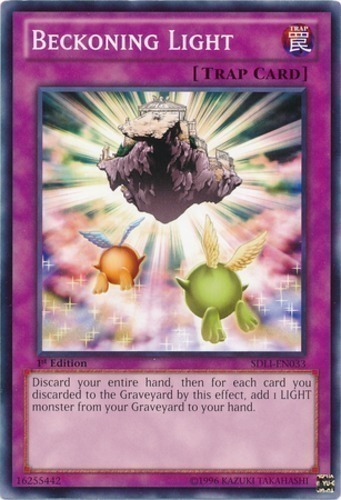 Beckoning Light
TRAP
罠
[Trap Card]
1st Edition
SDLI-EN033
Discard your entire hand, then for each card you
discarded to the Graveyard by this effect, add 1 LIGHT
monster from your Graveyard to your hand.
16255442
©1996 KAZUKI TAKAHASHI